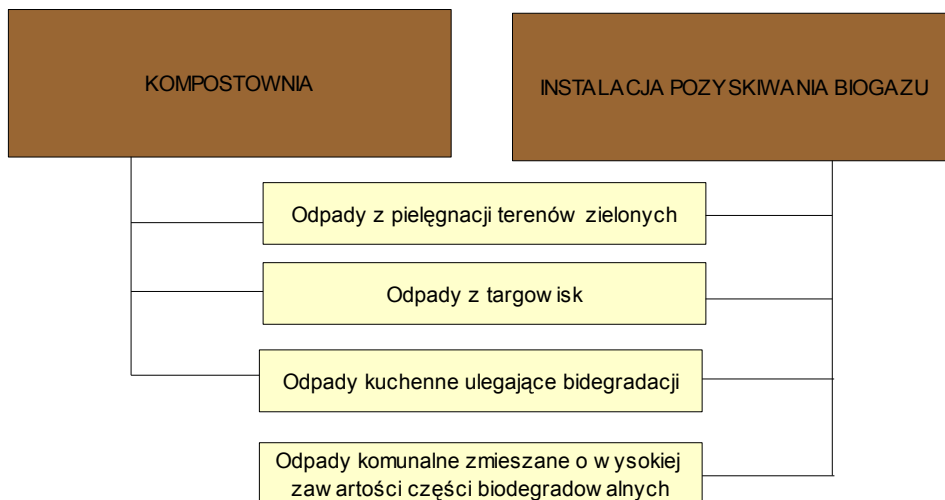 KOMPOSTOWNIA
INSTALACJA POZYSKIWANIA BIOGAZU
Odpady z pielęgnacji terenów zielonych
Odpady z targowisk
Odpady kuchenne ulegające bidegradacji
Odpady komunalne zmieszane o wysokiej
zawartości części biodegradowalnych